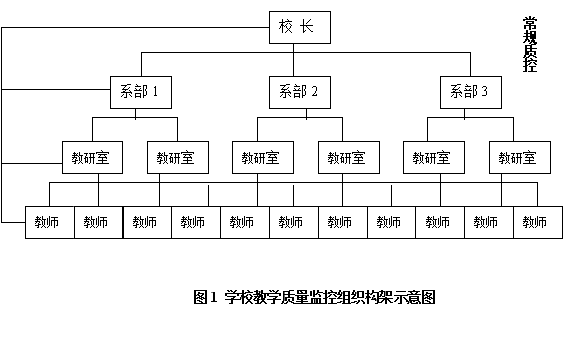 校 长
常规质控
系部 1
系部 2
系部 3
教研室
教研室
教研室
教研室
教研室
教研室
教师
教师
教师
教师
教师
教师
教师
教师
教师
教师
教师
图 1 学校教学质量监控组织构架示意图